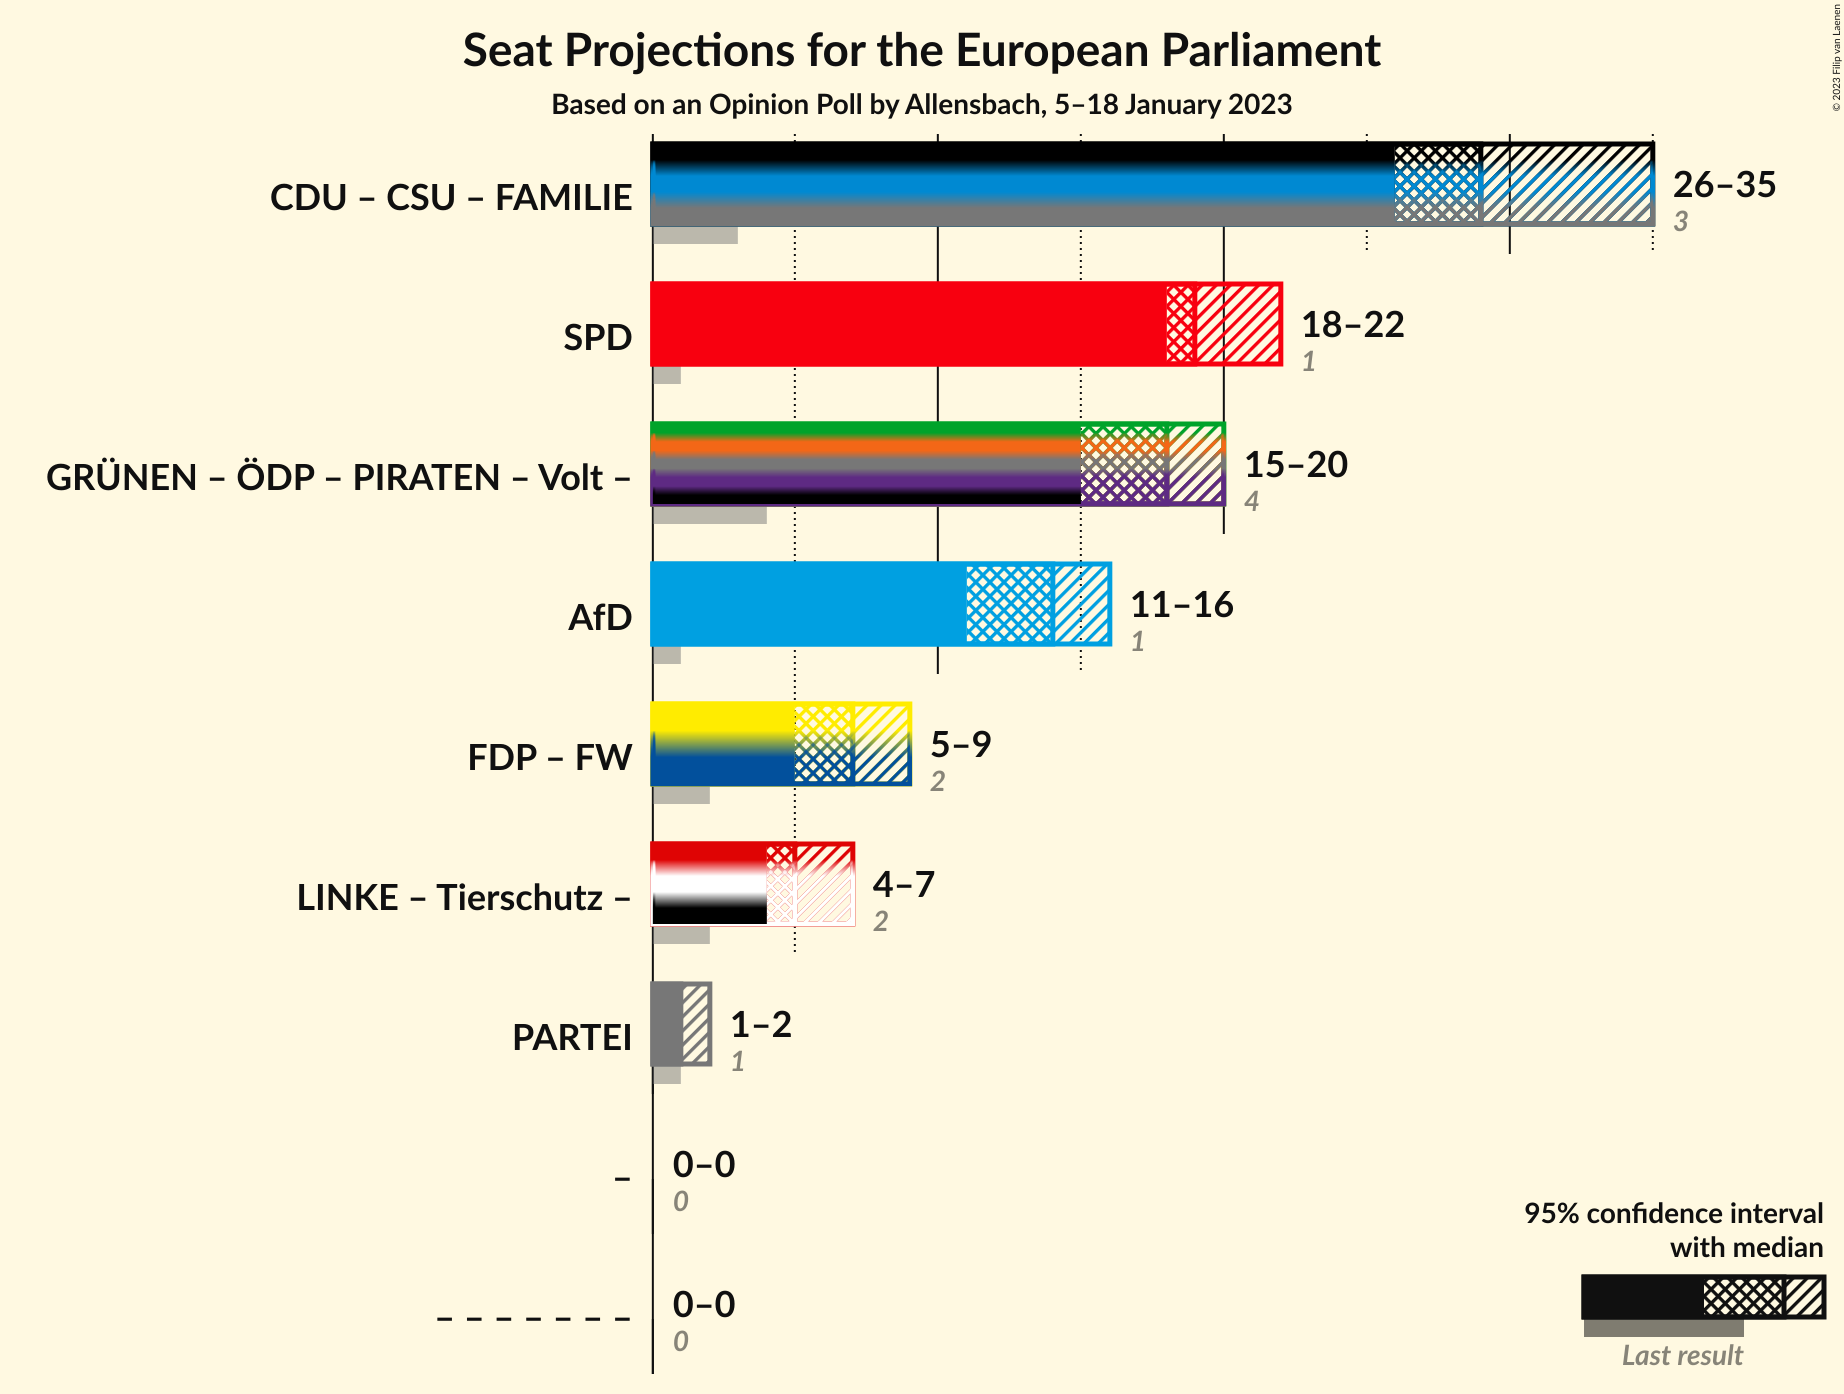 Seat Projections for the European Parliament
Based on an Opinion Poll by Allensbach, 5–18 January 2023
© 2023 Filip van Laenen
CDU – CSU – FAMILIE
26–35
3
SPD
18–22
1
GRÜNEN – ÖDP – PIRATEN – Volt –
15–20
4
AfD
11–16
1
FDP – FW
5–9
2
LINKE – Tierschutz –
4–7
2
PARTEI
1–2
1
–
0–0
0
– – – – – – –
0–0
0
95% confidence interval
with median
Last result